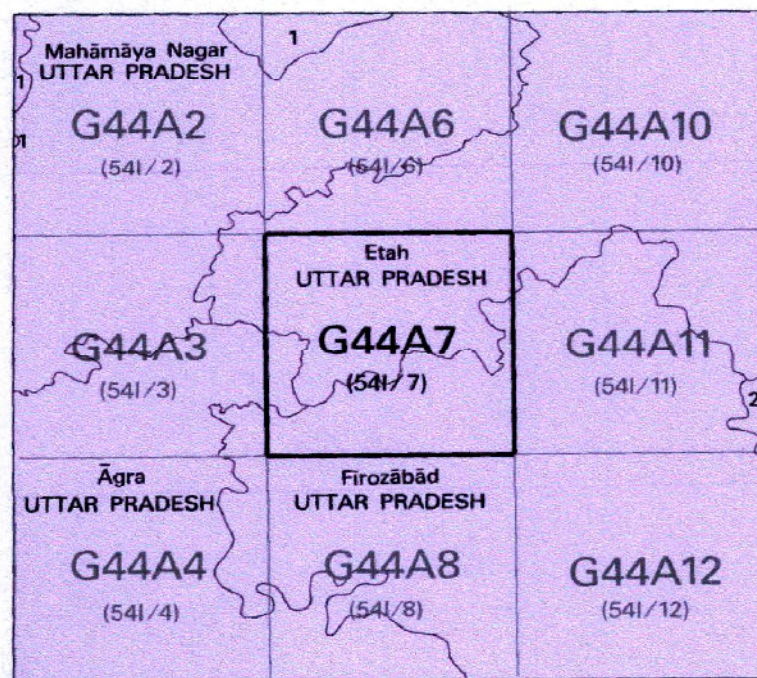 Mahāmāya Nagar
UTTAR PRADESH
1
1
1
G44A2
(54I/2)
G44A6
(54I/6)
G44A10
(54I/10)
Etah
UTTAR PRADESH
G44A3
(54I/3)
G44A7
(54I/7)
G44A11
(54I/11)
2
Āgra
UTTAR PRADESH
Fīrozābād
UTTAR PRADESH
G44A4
(54I/4)
G44A8
(54I/8)
G44A12
(54I/12)